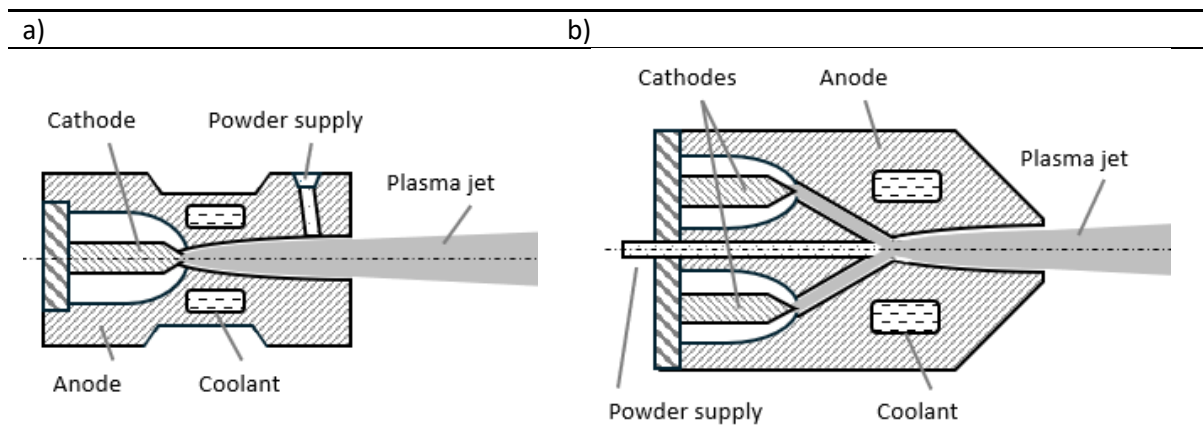 a)
b)
Cathode
Powder supply
Plasma jet
Anode
Coolant
Cathodes
Anode
Plasma jet
Powder supply
Coolant